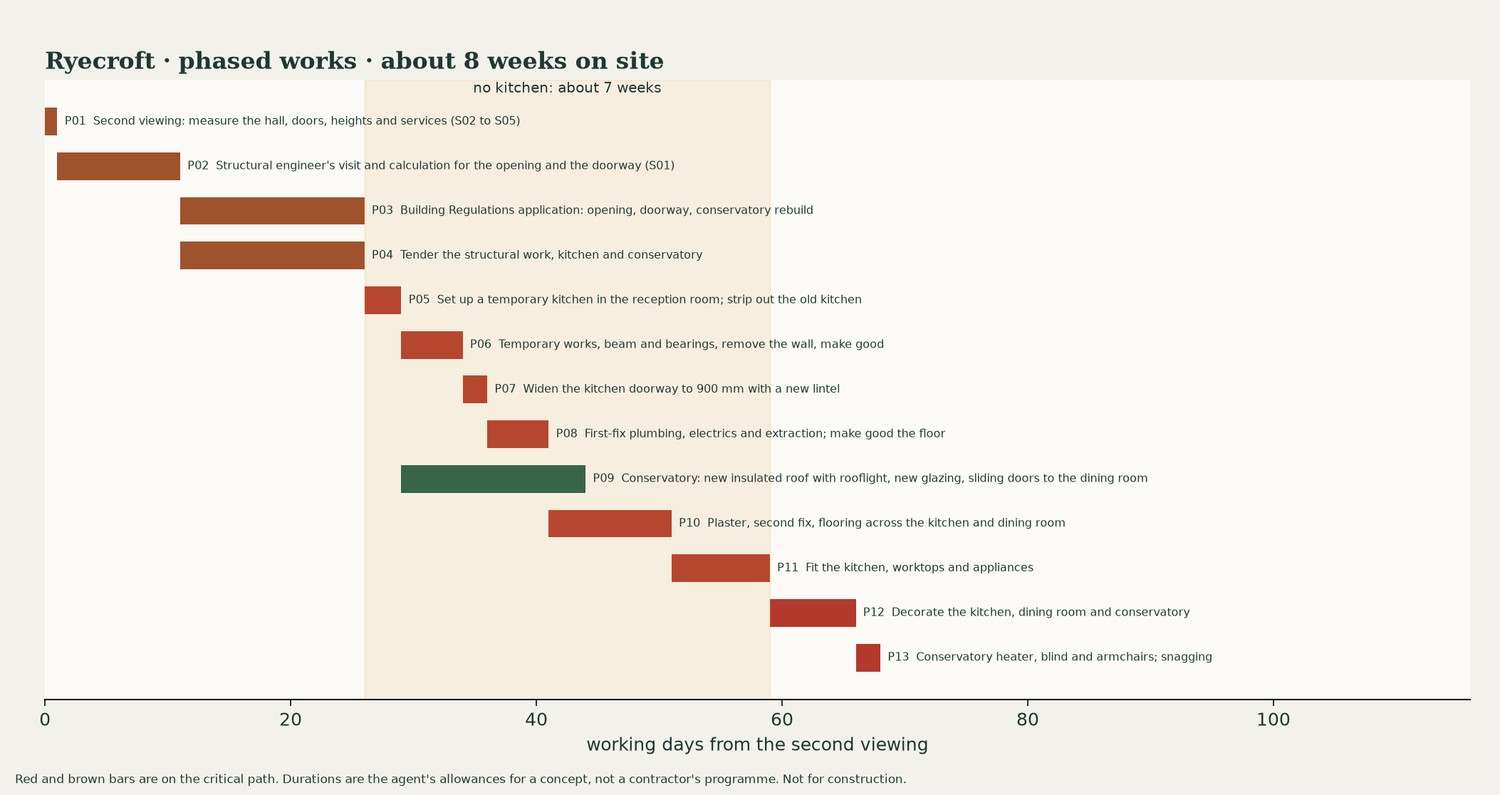 Ryecroft · phased works · about 8 weeks on site
no kitchen: about 7 weeks
P01 Second viewing: measure the hall, doors, heights and services (S02 to S05)
P02 Structural engineer's visit and calculation for the opening and the doorway (S01)
P03 Building Regulations application: opening, doorway, conservatory rebuild
P04 Tender the structural work, kitchen and conservatory
P05 Set up a temporary kitchen in the reception room; strip out the old kitchen
P06 Temporary works, beam and bearings, remove the wall, make good
P07 Widen the kitchen doorway to 900 mm with a new lintel
P08 First-fix plumbing, electrics and extraction; make good the floor
P09 Conservatory: new insulated roof with rooflight, new glazing, sliding doors to the dining room
P10 Plaster, second fix, flooring across the kitchen and dining room
P11 Fit the kitchen, worktops and appliances
P12 Decorate the kitchen, dining room and conservatory
P13 Conservatory heater, blind and armchairs; snagging
0 20 40 60 80 100
working days from the second viewing
Red and brown bars are on the critical path. Durations are the agent's allowances for a concept, not a contractor's programme. Not for construction.